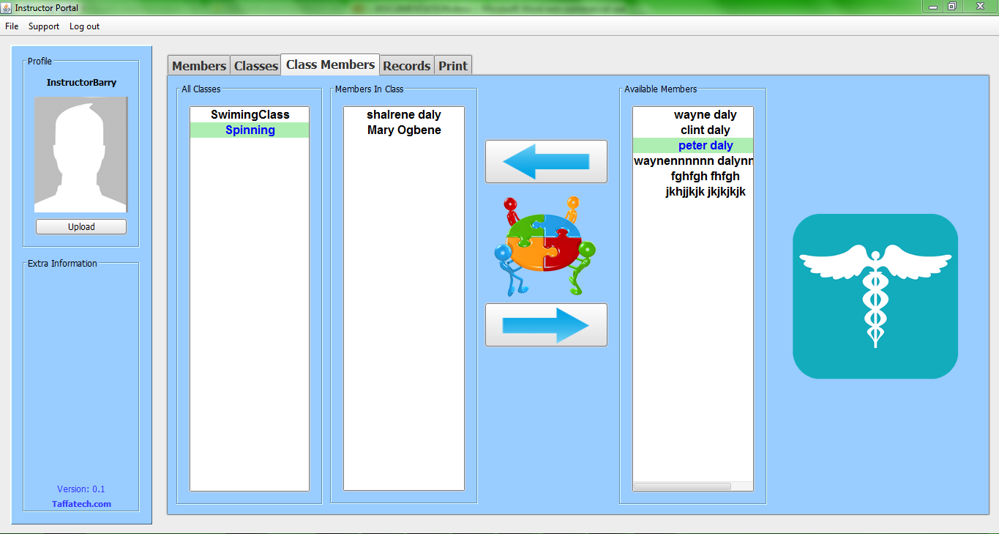 Instructor Portal
File Support Log out
Profile
InstructorBarry
Upload
Extra Information
Version: 0.1
Taffatech.com
Members Classes Class Members Records Print
All Classes
SwimingClass
Spinning
Members In Class
shalrene daly
Mary Ogbene
Available Members
wayne daly
clint daly
peter daly
waynennnnnn dalynn
fghfgh fhfgh
jkhjjkjk jkjkjkjk